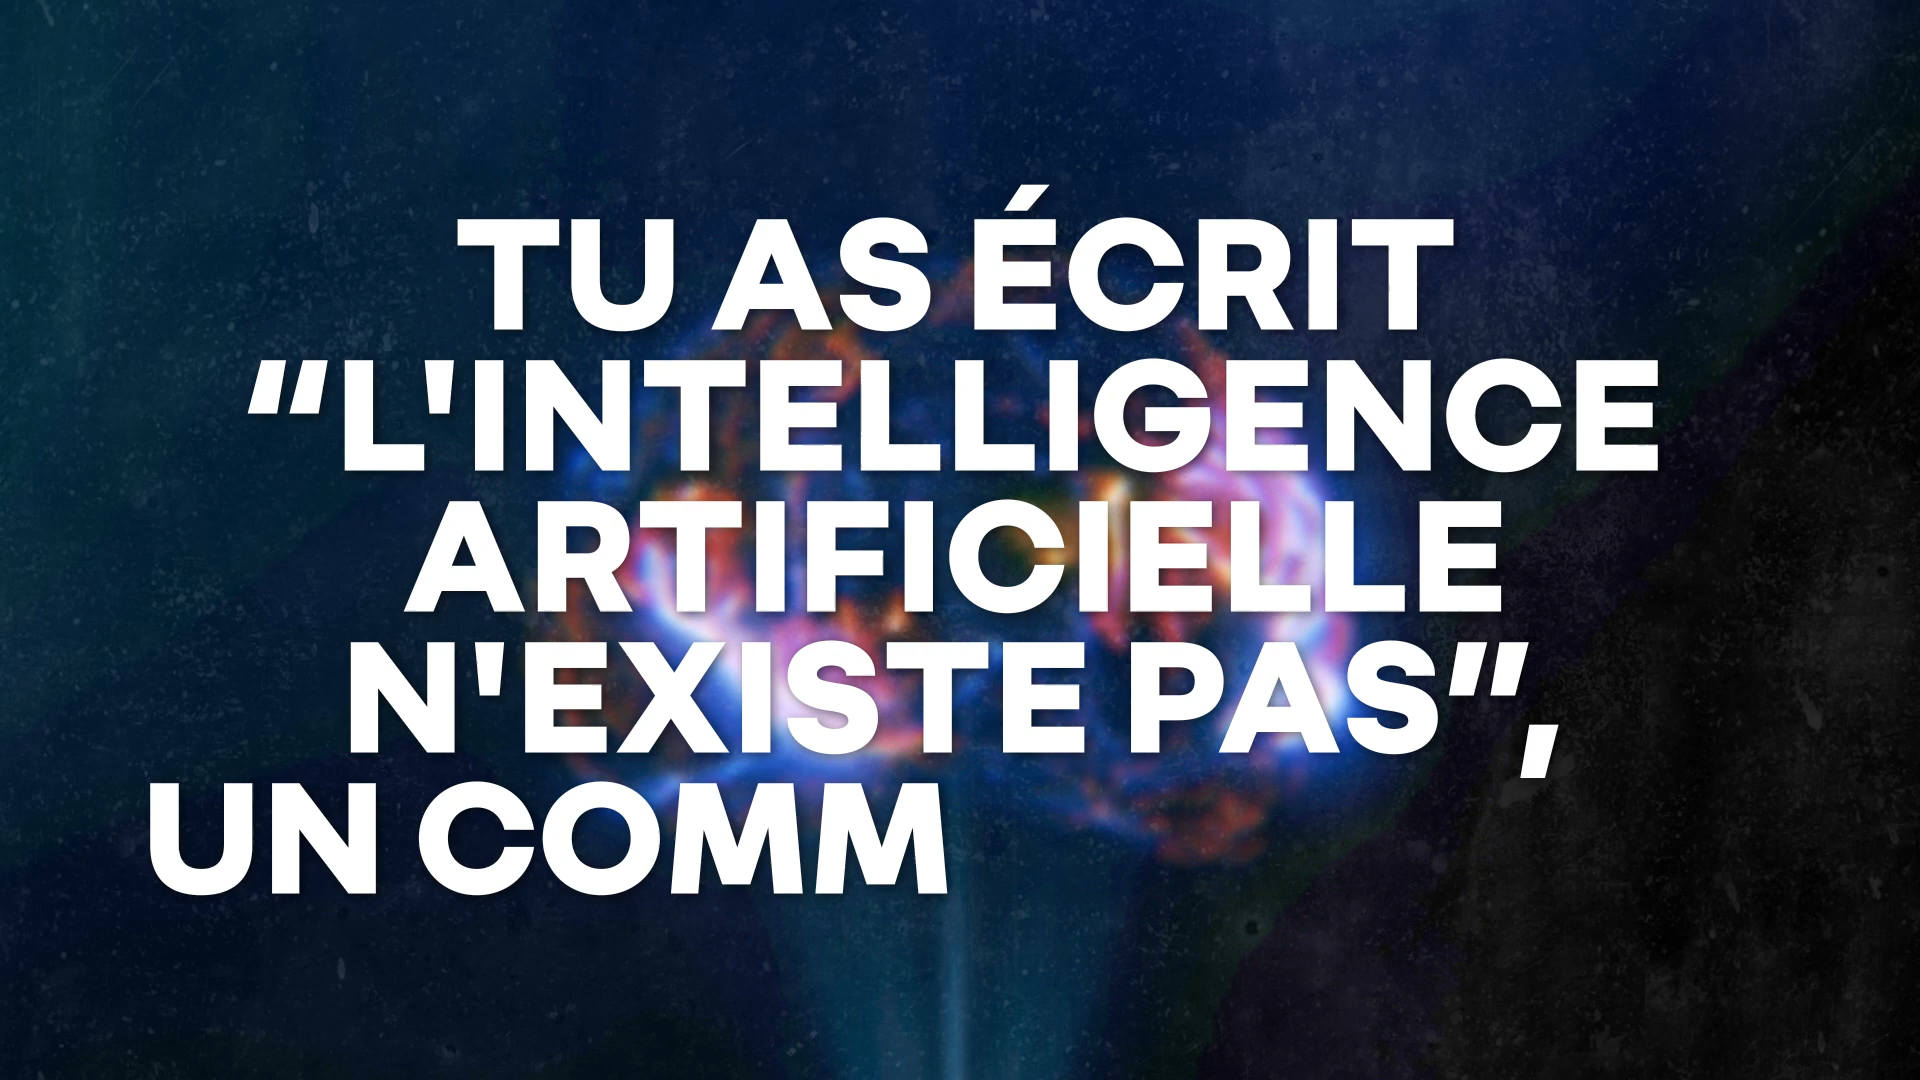 TU AS ÉCRIT
“L'INTELLIGENCE
ARTIFICIELLE
N'EXISTE PAS”,
UN COMM